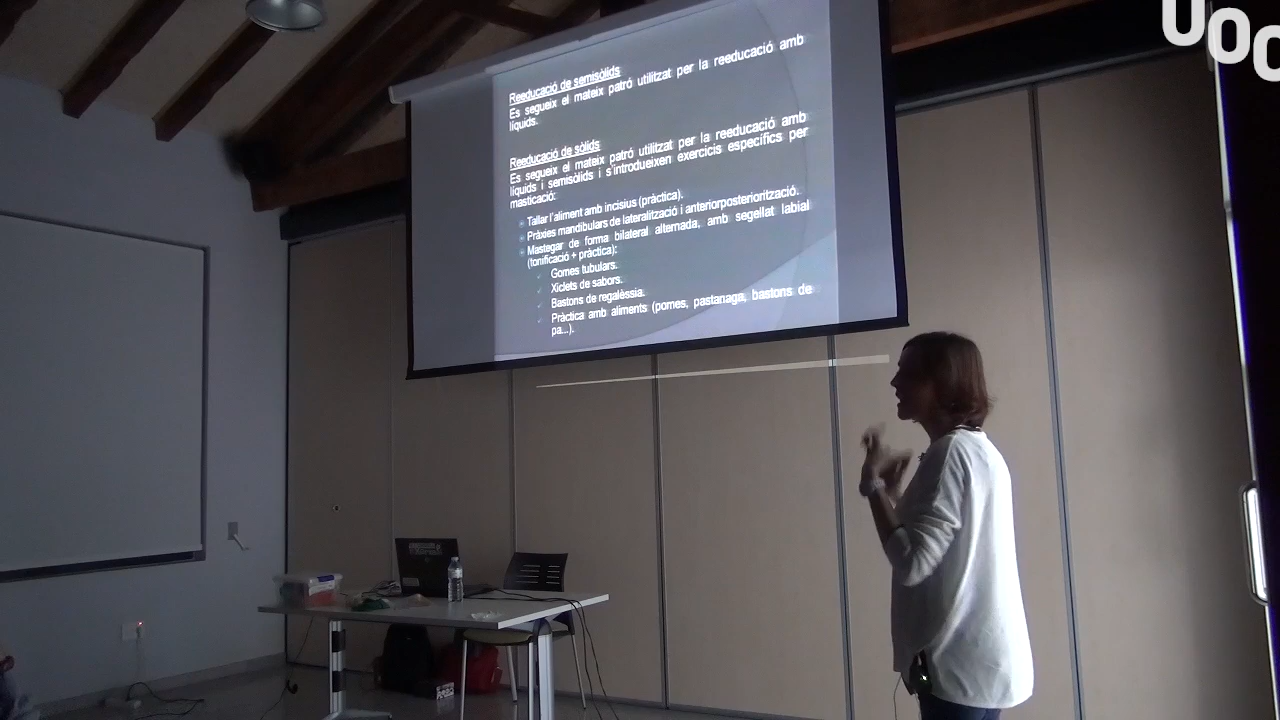 UOC
Reeducació de semisòlids
Es segueix el mateix patró utilitzat per la reeducació amb
líquids.
Reeducació de sòlids
Es segueix el mateix patró utilitzat per la reeducació amb
líquids i semisòlids i s'introdueixen exercicis específics per
masticació:
Tallar l'aliment amb incisius (pràctica).
Pràxies mandibulars de lateralització i anteriorposteriorització.
Mastegar de forma bilateral alternada, amb segellat labial
(tonificació + pràctica):
Gomes tubulars.
Xiclets de sabors.
Bastons de regalèssia.
Pràctica amb aliments (pomes, pastanaga, bastons de
pa...).